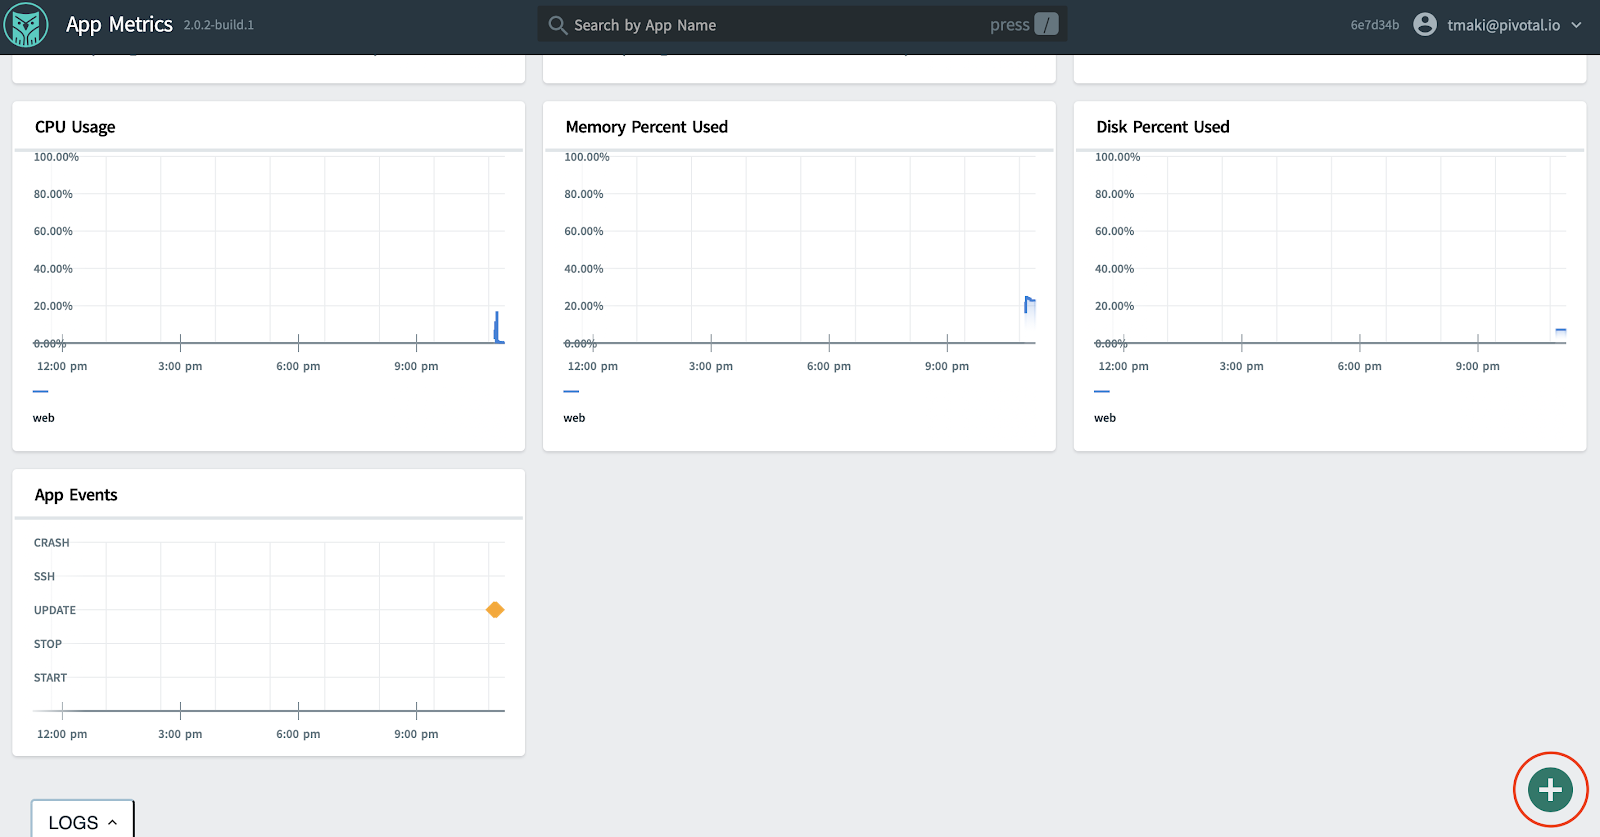 App Metrics 2.0.2-build.1
Search by App Name press /
6e7d34b tmaki@pivotal.io
CPU Usage
100.00%
80.00%
60.00%
40.00%
20.00%
0.00%
12:00 pm 3:00 pm 6:00 pm 9:00 pm
web
Memory Percent Used
100.00%
80.00%
60.00%
40.00%
20.00%
0.00%
12:00 pm 3:00 pm 6:00 pm 9:00 pm
web
Disk Percent Used
100.00%
80.00%
60.00%
40.00%
20.00%
0.00%
12:00 pm 3:00 pm 6:00 pm 9:00 pm
web
App Events
CRASH
SSH
UPDATE
STOP
START
12:00 pm 3:00 pm 6:00 pm 9:00 pm
LOGS